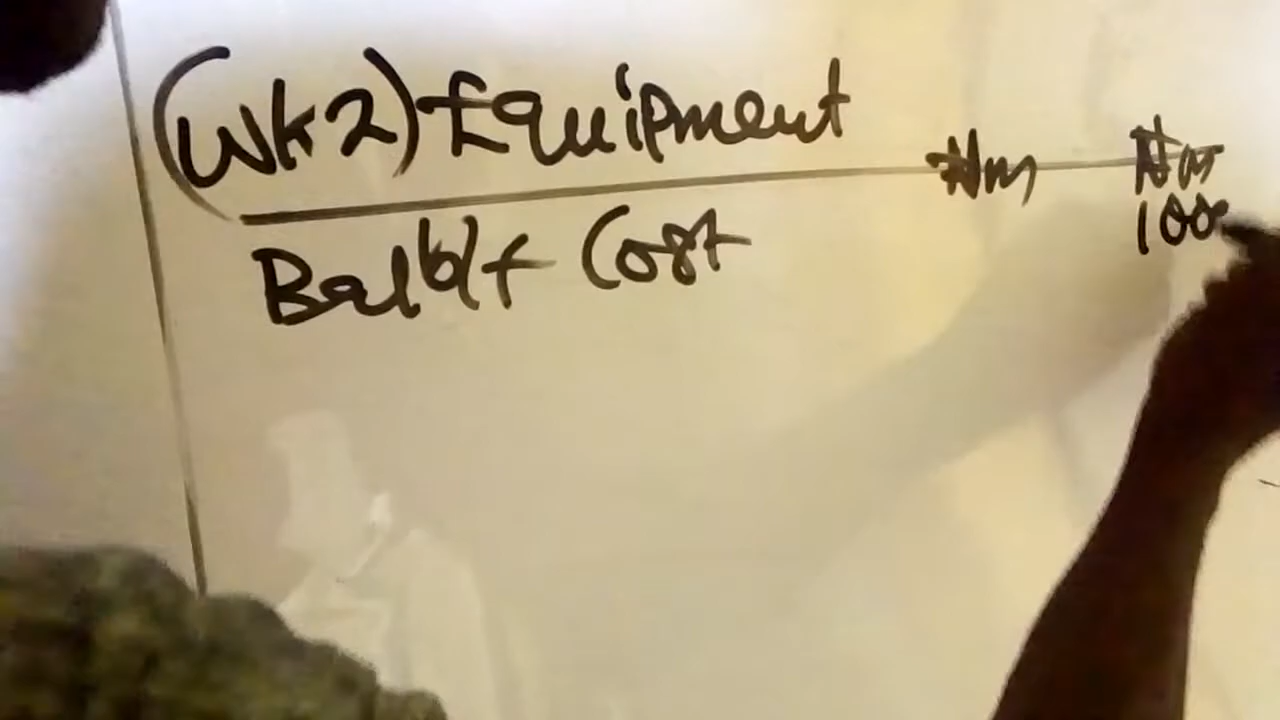 (Wk2) Equipment
₦m ₦m
Bal b/f Cost 100